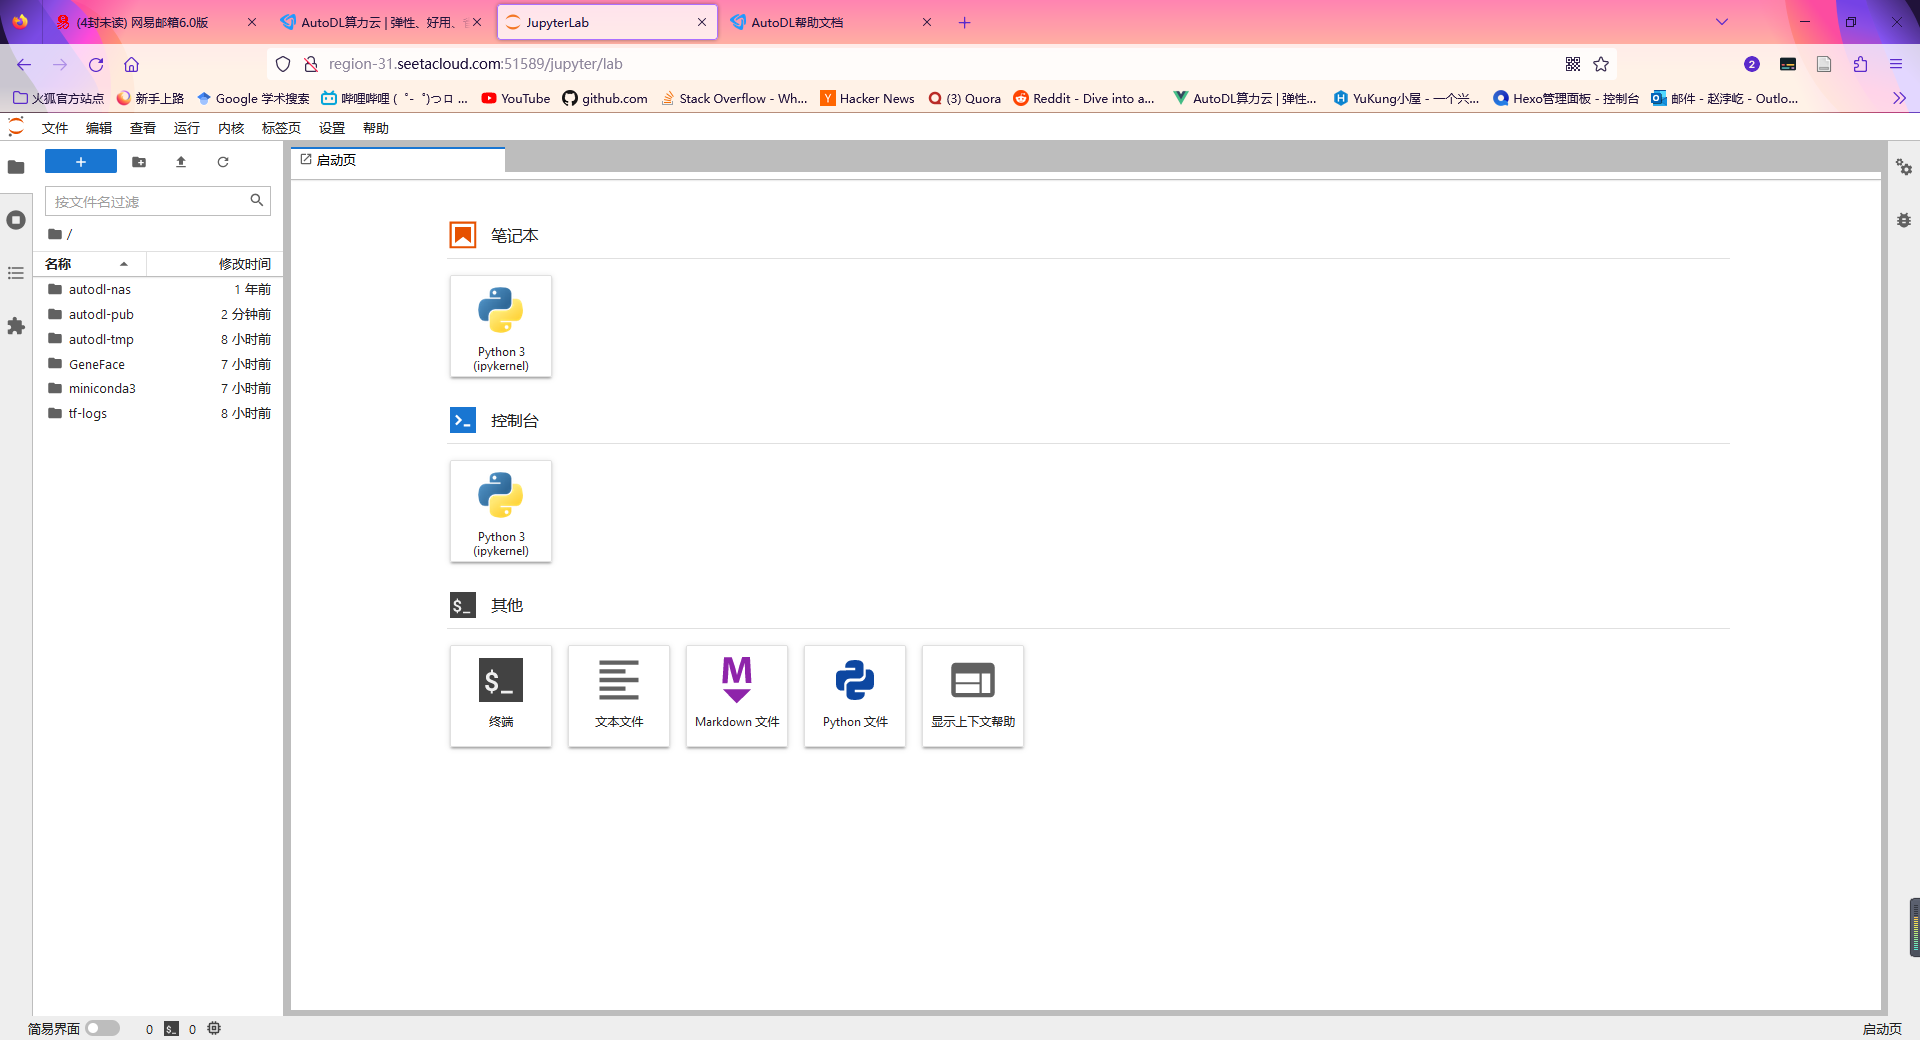 (4封未读) 网易邮箱6.0版
AutoDL算力云 | 弹性、好用、
JupyterLab
AutoDL帮助文档
region-31.seetacloud.com:51589/jupyter/lab
2
火狐官方站点
新手上路
Google 学术搜索
哔哩哔哩 ( ゜- ゜)つロ ...
YouTube
github.com
Stack Overflow - Wh...
Hacker News
(3) Quora
Reddit - Dive into a...
AutoDL算力云 | 弹性...
YuKung小屋 - 一个兴...
Hexo管理面板 - 控制台
邮件 - 赵浡屹 - Outlo...
文件 编辑 查看 运行 内核 标签页 设置 帮助
启动页
按文件名过滤
/
名称 修改时间
autodl-nas 1 年前
autodl-pub 2 分钟前
autodl-tmp 8 小时前
GeneFace 7 小时前
miniconda3 7 小时前
tf-logs 8 小时前
笔记本
Python 3
(ipykernel)
控制台
Python 3
(ipykernel)
$_ 其他
$_
终端
文本文件
M
Markdown 文件
Python 文件
显示上下文帮助
简易界面 0 $_ 0
启动页